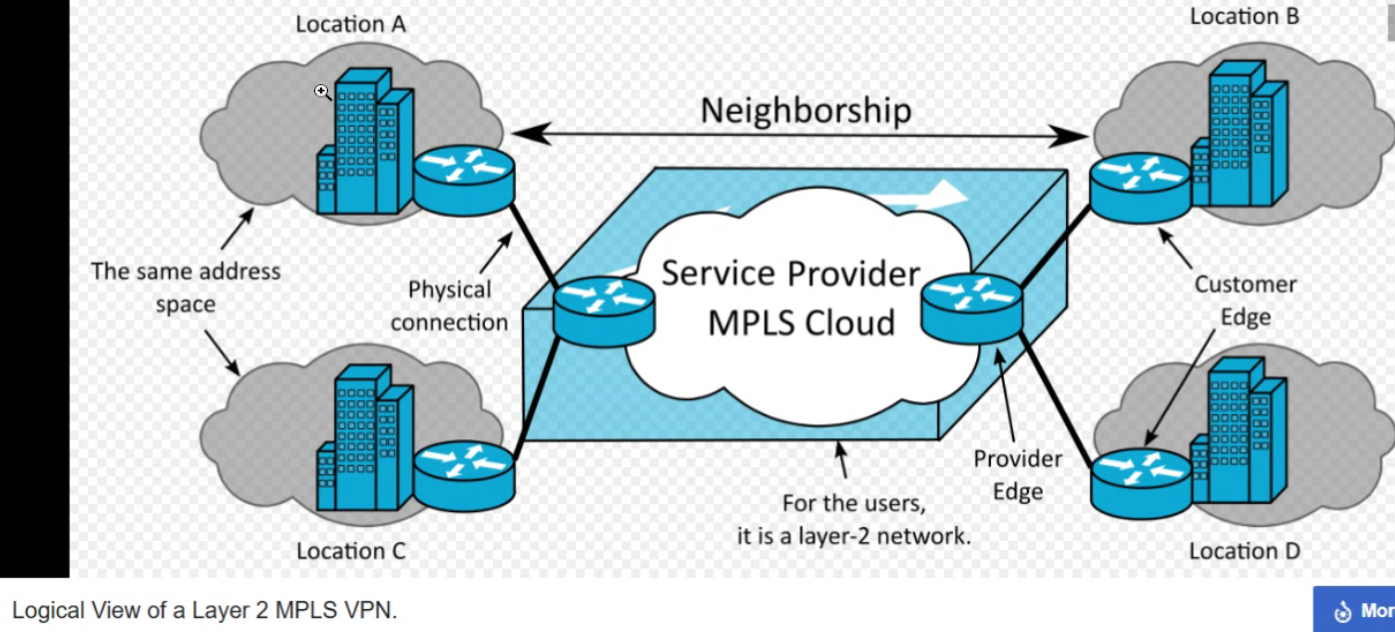 Location A
Location B
Neighborship
Service Provider
MPLS Cloud
The same address
space
Physical
connection
Customer
Edge
Provider
Edge
For the users,
it is a layer-2 network.
Location C
Location D
Logical View of a Layer 2 MPLS VPN.